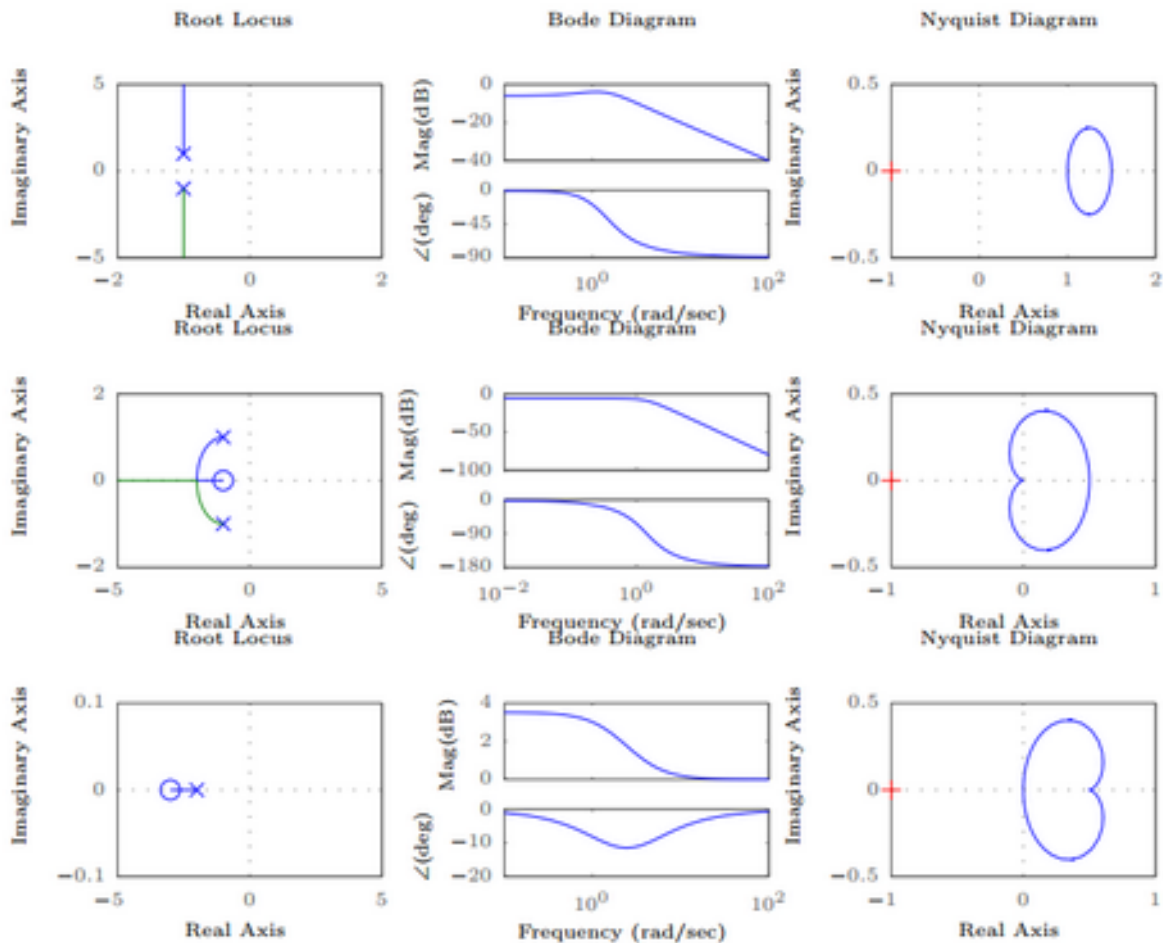 Root Locus
Imaginary Axis
5
0
−5
−2 0 2
Real Axis
Bode Diagram
Mag(dB)
0
−20
−40
∠(deg)
0
−45
−90
10^0 10^2
Frequency (rad/sec)
Nyquist Diagram
Imaginary Axis
0.5
0
−0.5
−1 0 1 2
Real Axis
Root Locus
Imaginary Axis
2
0
−2
−5 0 5
Real Axis
Bode Diagram
Mag(dB)
0
−50
−100
∠(deg)
0
−90
−180
10^−2 10^0 10^2
Frequency (rad/sec)
Nyquist Diagram
Imaginary Axis
0.5
0
−0.5
−1 0 1
Real Axis
Root Locus
Imaginary Axis
0.1
0
−0.1
−5 0 5
Real Axis
Bode Diagram
Mag(dB)
4
2
0
∠(deg)
0
−10
−20
10^0 10^2
Frequency (rad/sec)
Nyquist Diagram
Imaginary Axis
0.5
0
−0.5
−1 0 1
Real Axis